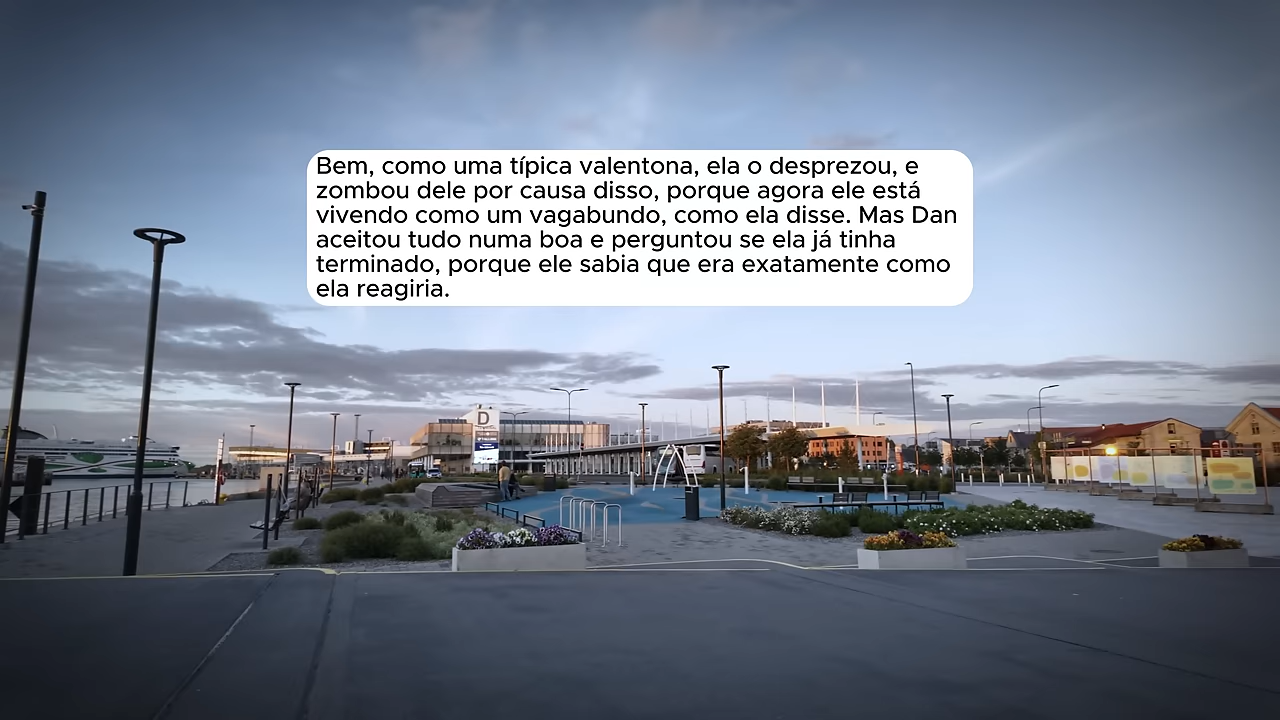 Bem, como uma típica valentona, ela o desprezou, e
zombou dele por causa disso, porque agora ele está
vivendo como um vagabundo, como ela disse. Mas Dan
aceitou tudo numa boa e perguntou se ela já tinha
terminado, porque ele sabia que era exatamente como
ela reagiria.
D